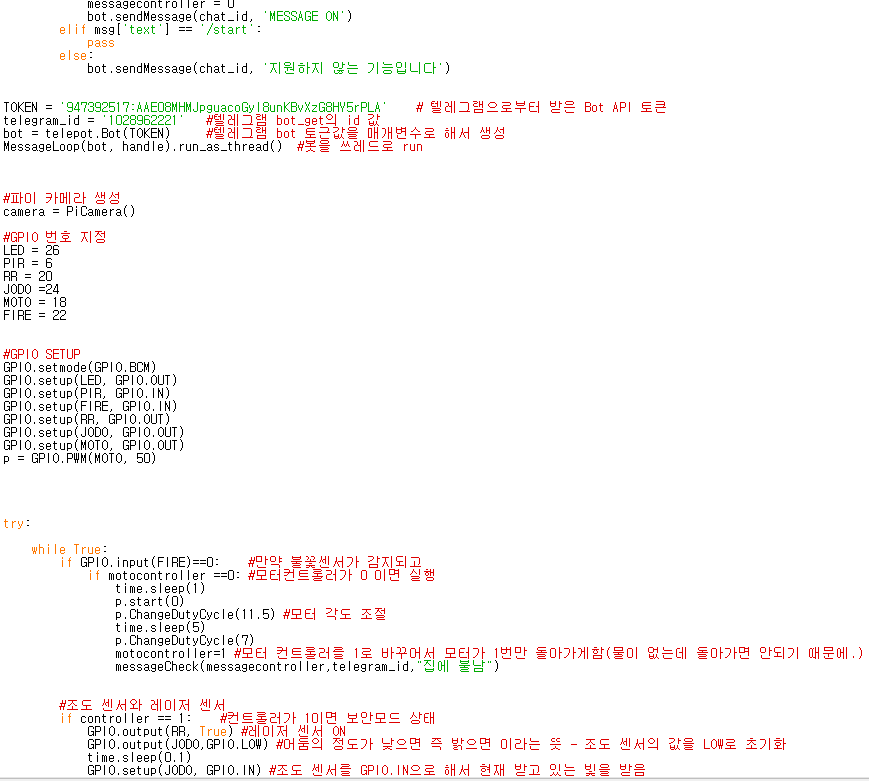 messagecontroller = 0
bot.sendMessage(chat_id, 'MESSAGE ON')
elif msg['text'] == '/start':
pass
else:
bot.sendMessage(chat_id, '지원하지 않는 기능입니다')
TOKEN = '947392517:AAEO8MHMJpguacoGyI8unKBvXzG8HV5rPLA' # 텔레그램으로부터 받은 Bot API 토큰
telegram_id = '1028962221' #텔레그램 bot_get의 id 값
bot = telepot.Bot(TOKEN) #텔레그램 bot 토근값을 매개변수로 해서 생성
MessageLoop(bot, handle).run_as_thread() #봇을 쓰레드로 run
#파이 카메라 생성
camera = PiCamera()
#GPIO 번호 지정
LED = 26
PIR = 6
RR = 20
JODO =24
MOTO = 18
FIRE = 22
#GPIO SETUP
GPIO.setmode(GPIO.BCM)
GPIO.setup(LED, GPIO.OUT)
GPIO.setup(PIR, GPIO.IN)
GPIO.setup(FIRE, GPIO.IN)
GPIO.setup(RR, GPIO.OUT)
GPIO.setup(JODO, GPIO.OUT)
GPIO.setup(MOTO, GPIO.OUT)
p = GPIO.PWM(MOTO, 50)
try:
while True:
if GPIO.input(FIRE)==0: #만약 불꽃센서가 감지되고
if motocontroller ==0: #모터컨트롤러가 0 이면 실행
time.sleep(1)
p.start(0)
p.ChangeDutyCycle(11.5) #모터 각도 조절
time.sleep(5)
p.ChangeDutyCycle(7)
motocontroller=1 #모터 컨트롤러를 1로 바꾸어서 모터가 1번만 돌아가게함(물이 없는데 돌아가면 안되기 때문에.)
messageCheck(messagecontroller,telegram_id,"집에 불남")
#조도 센서와 레이저 센서
if controller == 1: #컨트롤러가 1이면 보안모드 상태
GPIO.output(RR, True) #레이저 센서 ON
GPIO.output(JODO,GPIO.LOW) #어둠의 정도가 낮으면 즉 밝으면 이라는 뜻 - 조도 센서의 값을 LOW로 초기화
time.sleep(0.1)
GPIO.setup(JODO, GPIO.IN) #조도 센서를 GPIO.IN으로 해서 현재 받고 있는 빛을 받음